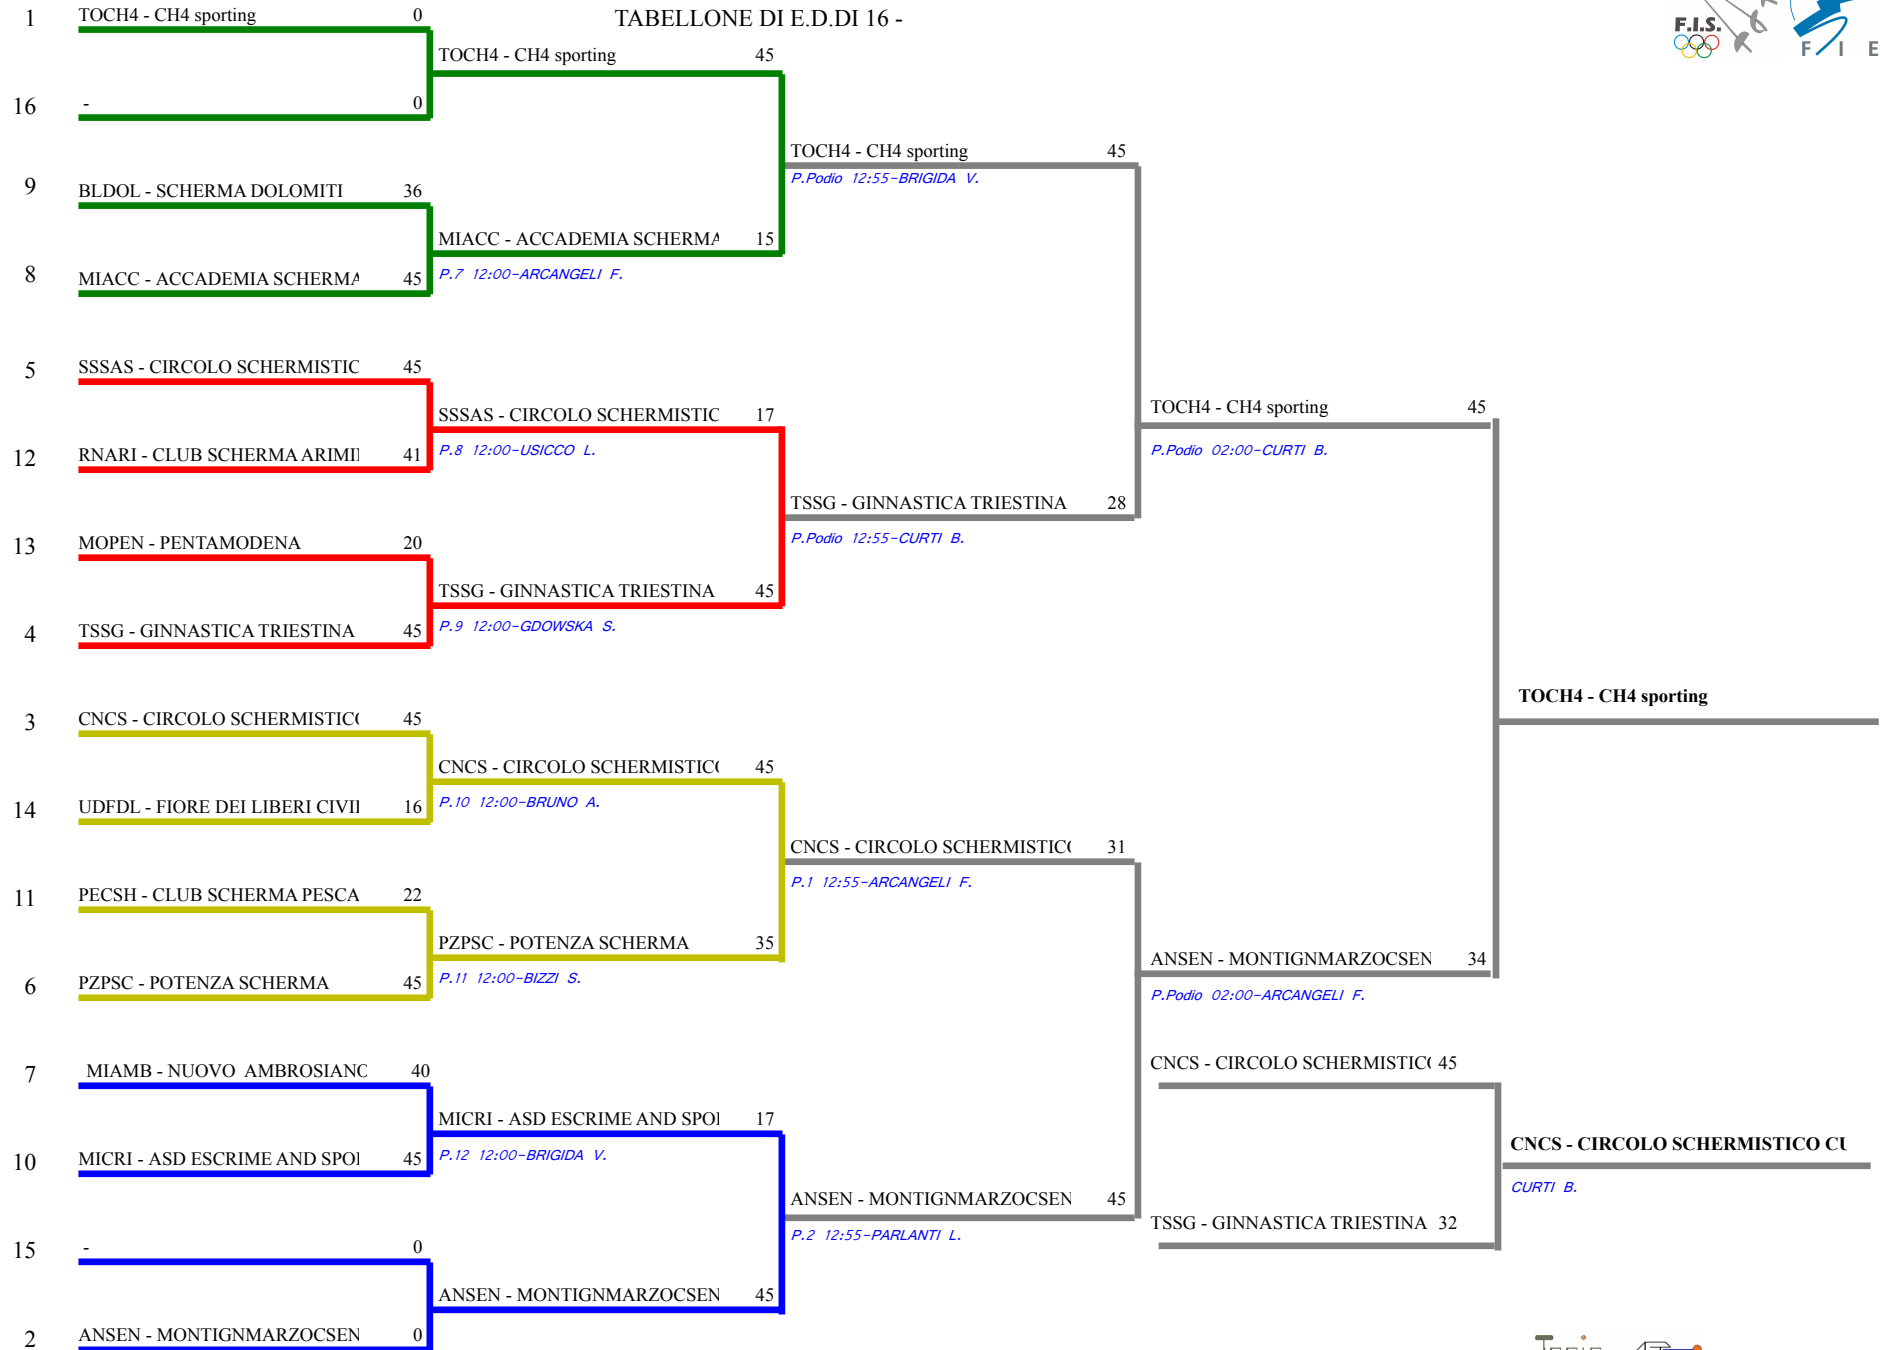 TABELLONE DI E.D.DI 16 -
F.I.S.
F I E
1 TOCH4 - CH4 sporting 0
TOCH4 - CH4 sporting 45
16 - 0
TOCH4 - CH4 sporting 45
P.Podio 12:55-BRIGIDA V.
9 BLDOL - SCHERMA DOLOMITI 36
MIACC - ACCADEMIA SCHERMA 15
P.7 12:00-ARCANGELI F.
8 MIACC - ACCADEMIA SCHERMA 45
5 SSSAS - CIRCOLO SCHERMISTIC 45
TOCH4 - CH4 sporting 45
SSSAS - CIRCOLO SCHERMISTIC 17
P.Podio 02:00-CURTI B.
P.8 12:00-USICCO L.
12 RNARI - CLUB SCHERMA ARIMI 41
TSSG - GINNASTICA TRIESTINA 28
P.Podio 12:55-CURTI B.
13 MOPEN - PENTAMODENA 20
TSSG - GINNASTICA TRIESTINA 45
P.9 12:00-GDOWSKA S.
4 TSSG - GINNASTICA TRIESTINA 45
TOCH4 - CH4 sporting
3 CNCS - CIRCOLO SCHERMISTIC 45
CNCS - CIRCOLO SCHERMISTIC 45
P.10 12:00-BRUNO A.
14 UDFDL - FIORE DEI LIBERI CIVI 16
CNCS - CIRCOLO SCHERMISTIC 31
P.1 12:55-ARCANGELI F.
11 PECSH - CLUB SCHERMA PESCA 22
PZPSC - POTENZA SCHERMA 35
ANSEN - MONTIGNMARZOCSEN 34
P.11 12:00-BIZZI S.
6 PZPSC - POTENZA SCHERMA 45
P.Podio 02:00-ARCANGELI F.
7 MIAMB - NUOVO AMBROSIANO 40
CNCS - CIRCOLO SCHERMISTICO 45
MICRI - ASD ESCRIME AND SPO 17
CNCS - CIRCOLO SCHERMISTICO CU
P.12 12:00-BRIGIDA V.
10 MICRI - ASD ESCRIME AND SPO 45
CURTI B.
ANSEN - MONTIGNMARZOCSEN 45
P.2 12:55-PARLANTI L.
TSSG - GINNASTICA TRIESTINA 32
15 - 0
ANSEN - MONTIGNMARZOCSEN 45
2 ANSEN - MONTIGNMARZOCSEN 0